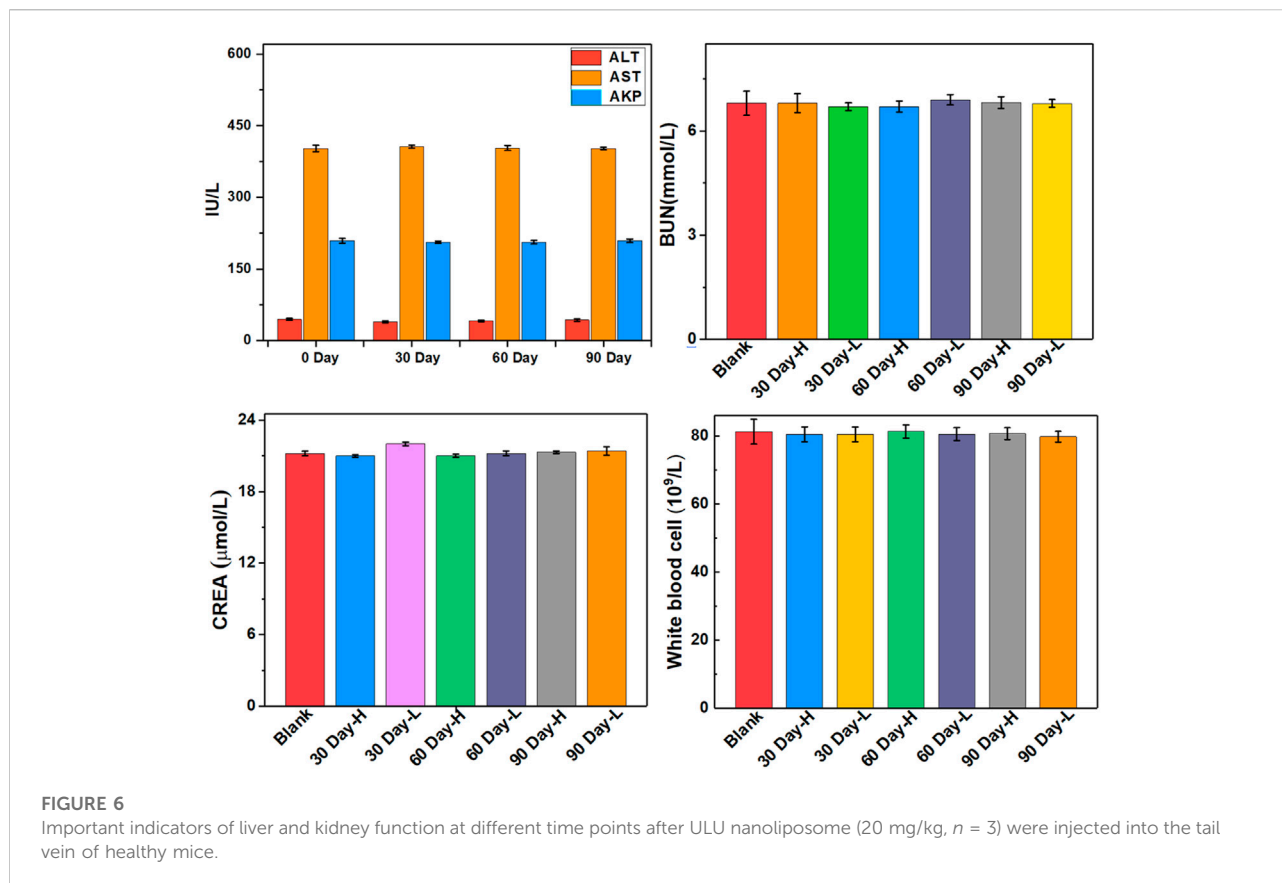 600
450
300
150
0
IU/L
ALT
AST
AKP
0 Day
30 Day
60 Day
90 Day
6
3
0
BUN(mmol/L)
Blank
30 Day-H
30 Day-L
60 Day-H
60 Day-L
90 Day-H
90 Day-L
24
18
12
6
0
CREA (μmol/L)
Blank
30 Day-H
30 Day-L
60 Day-H
60 Day-L
90 Day-H
90 Day-L
80
60
40
20
0
White blood cell (10⁹/L)
Blank
30 Day-H
30 Day-L
60 Day-H
60 Day-L
90 Day-H
90 Day-L
FIGURE 6
Important indicators of liver and kidney function at different time points after ULU nanoliposome (20 mg/kg, n = 3) were injected into the tail
vein of healthy mice.